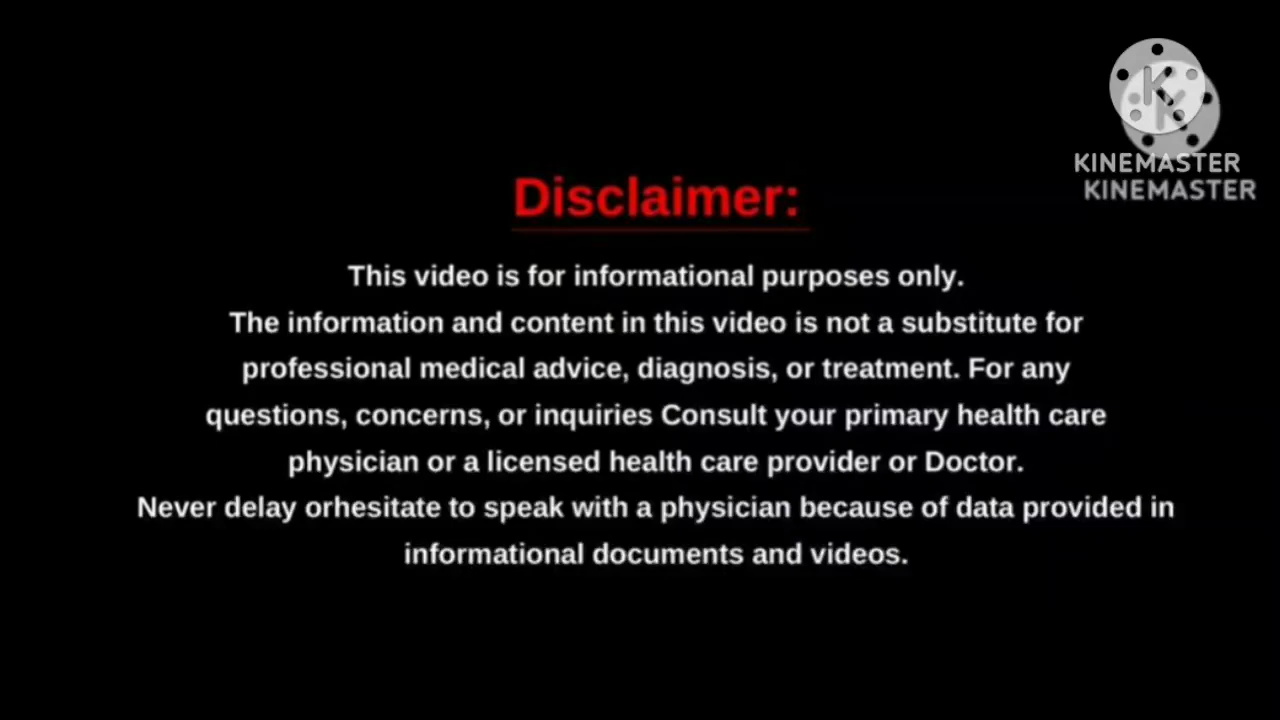 KINEMASTER
KINEMASTER
Disclaimer:
This video is for informational purposes only.
The information and content in this video is not a substitute for
professional medical advice, diagnosis, or treatment. For any
questions, concerns, or inquiries Consult your primary health care
physician or a licensed health care provider or Doctor.
Never delay orhesitate to speak with a physician because of data provided in
informational documents and videos.